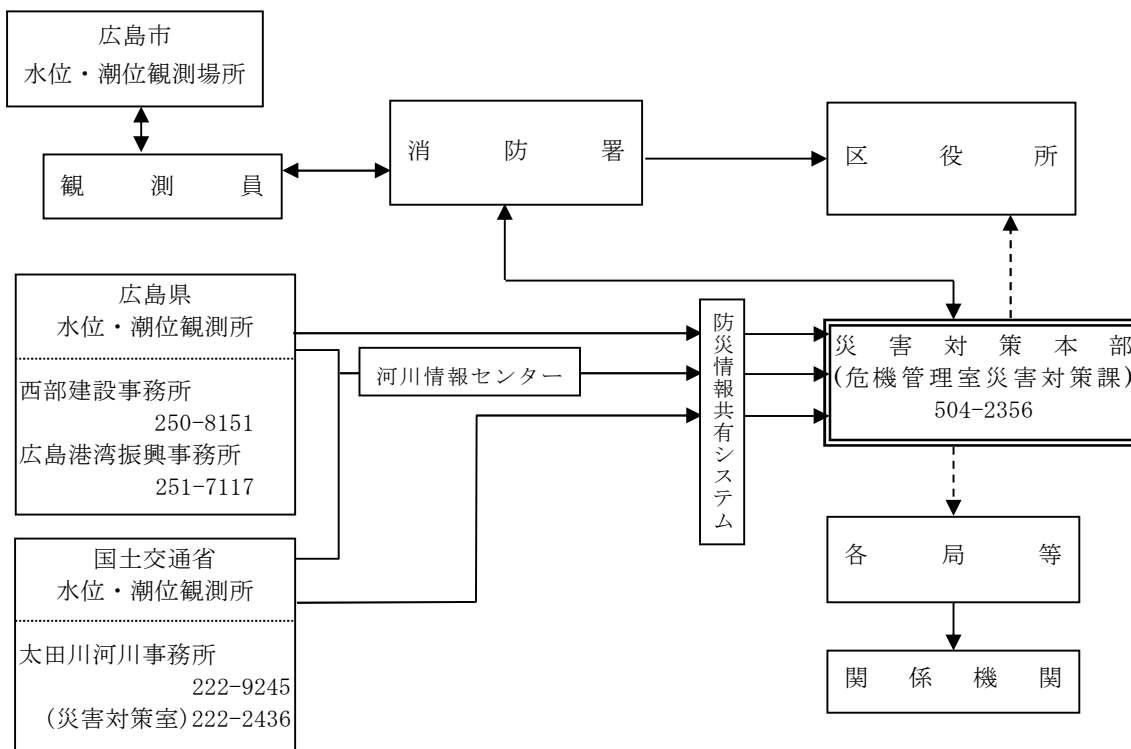 広島市
水位・潮位観測場所
消防署
区役所
観測員
広島県
水位・潮位観測所
西部建設事務所
250-8151
広島港湾振興事務所
251-7117
河川情報センター
防災情報共有システム
災害対策本部
(危機管理室災害対策課)
504-2356
国土交通省
水位・潮位観測所
太田川河川事務所
222-9245
(災害対策室)222-2436
各局等
関係機関